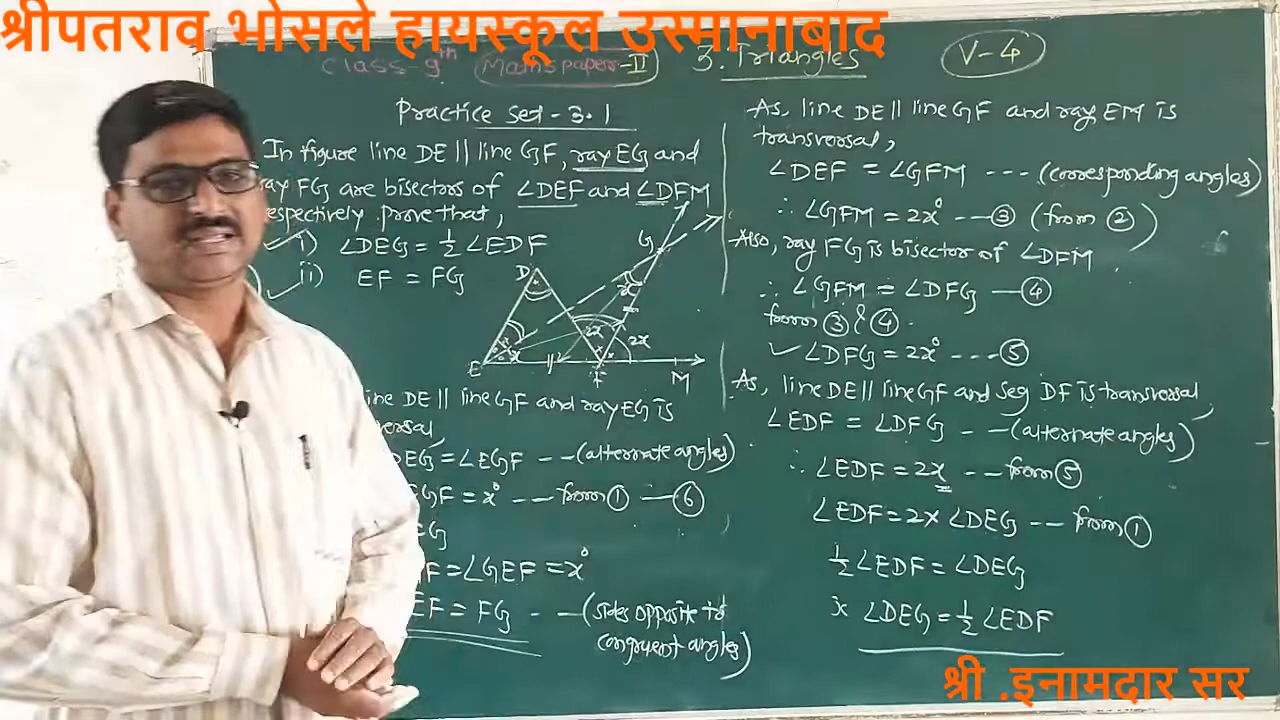 श्रीपतराव भोसले हायस्कूल उस्मानाबाद
Class-9th Maths paper-II 3. Triangles V-4
Practice Set-3.1
In figure line DE || line GF, ray EG and
ay FG are bisectors of ∠DEF and ∠DFM
espectively prove that,
i) ∠DEG = 1/2 ∠EDF
ii) EF = FG
D G
x
2x 2x
x x
E F M
line DE || line GF and ray EG is
ersal,
DEG = ∠EGF --- (alternate angles)
GF = x° --- from ① — ⑥
EG
F = ∠GEF = x°
EF = FG - - - (sides opposite to
congruent angles)
As, line DE || line GF and ray EM is
transversal,
∠DEF = ∠GFM --- (corresponding angles)
∴ ∠GFM = 2x° --- ③ (from ②)
Also, ray FG is bisector of ∠DFM
∴ ∠GFM = ∠DFG — ④
from ③ & ④.
∠DFG = 2x° --- ⑤
As, line DE || line GF and seg DF is transversal,
∠EDF = ∠DFG - - (alternate angles)
∴ ∠EDF = 2x --- from ⑤
∠EDF = 2x ∠DEG --- from ①
1/2 ∠EDF = ∠DEG
∠DEG = 1/2 ∠EDF
श्री .इनामदार सर